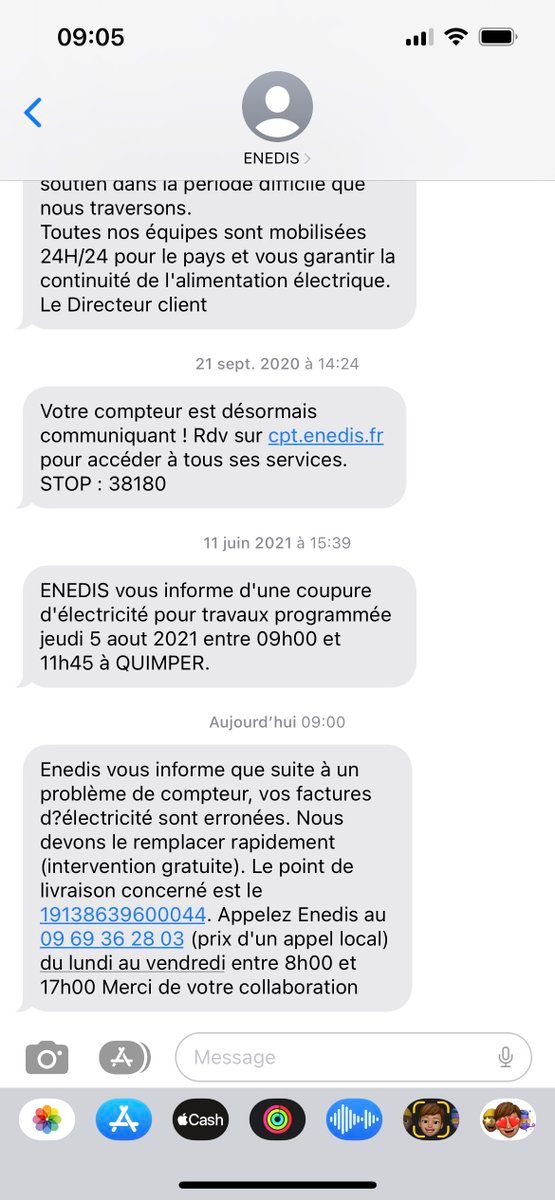 09:05
ENEDIS
soutien dans la période difficile que
nous traversons.
Toutes nos équipes sont mobilisées
24H/24 pour le pays et vous garantir la
continuité de l'alimentation électrique.
Le Directeur client
21 sept. 2020 à 14:24
Votre compteur est désormais
communiquant ! Rdv sur cpt.enedis.fr
pour accéder à tous ses services.
STOP : 38180
11 juin 2021 à 15:39
ENEDIS vous informe d'une coupure
d'électricité pour travaux programmée
jeudi 5 aout 2021 entre 09h00 et
11h45 à QUIMPER.
Aujourd'hui 09:00
Enedis vous informe que suite à un
problème de compteur, vos factures
d?électricité sont erronées. Nous
devons le remplacer rapidement
(intervention gratuite). Le point de
livraison concerné est le
19138639600044. Appelez Enedis au
09 69 36 28 03 (prix d'un appel local)
du lundi au vendredi entre 8h00 et
17h00 Merci de votre collaboration
Message
Cash